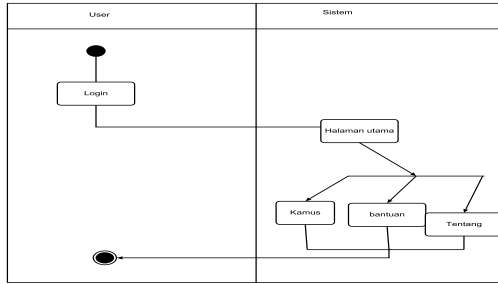 User
Sistem
Login
Halaman utama
Kamus
bantuan
Tentang